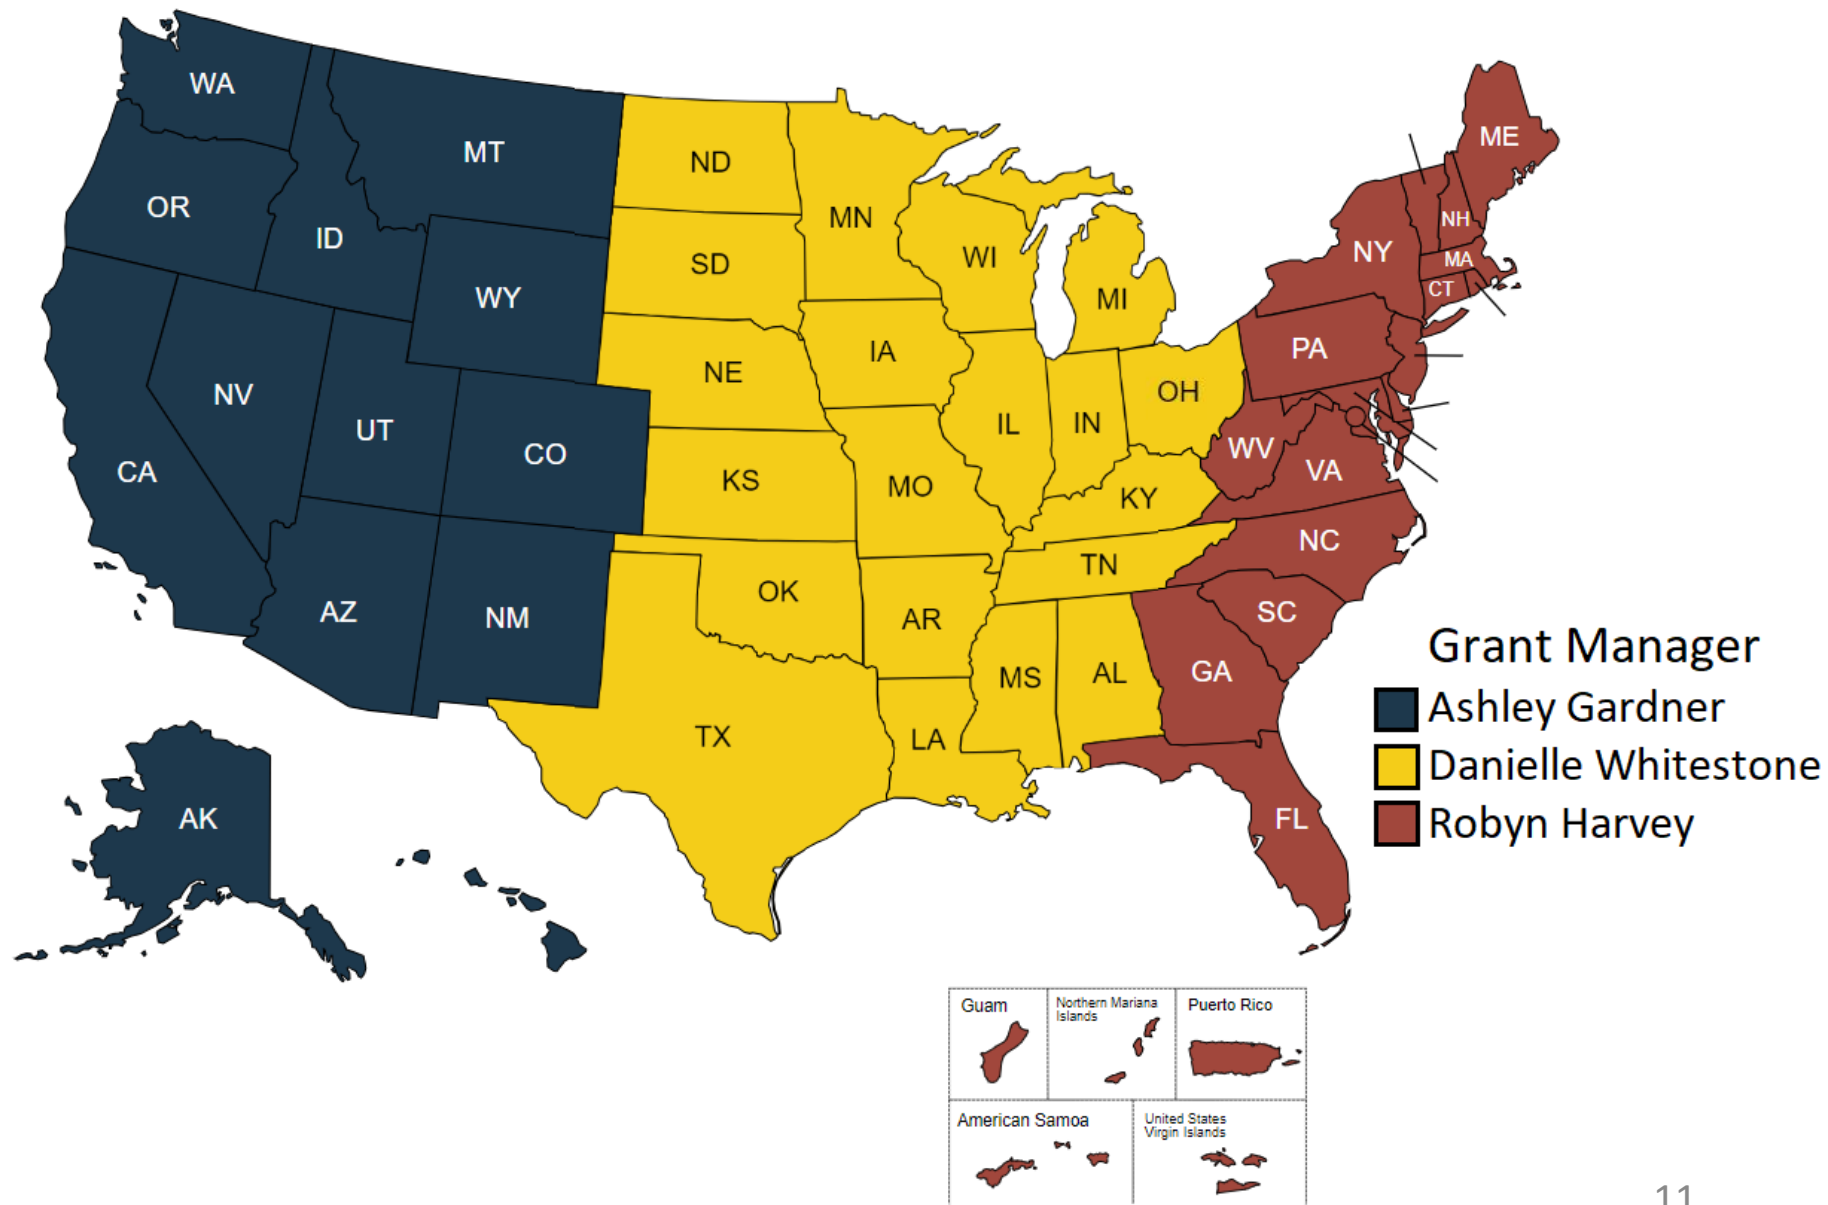 WA
MT
ND
ME
OR
ID
MN
NH
SD
WI
NY
MA
WY
MI
CT
IA
PA
NE
NV
OH
UT
IL
IN
CO
WV
CA
KS
MO
VA
KY
NC
TN
OK
AZ
NM
AR
SC
MS
AL
GA
TX
LA
AK
FL
Grant Manager
Ashley Gardner
Danielle Whitestone
Robyn Harvey
Guam
Northern Mariana
Islands
Puerto Rico
American Samoa
United States
Virgin Islands
11